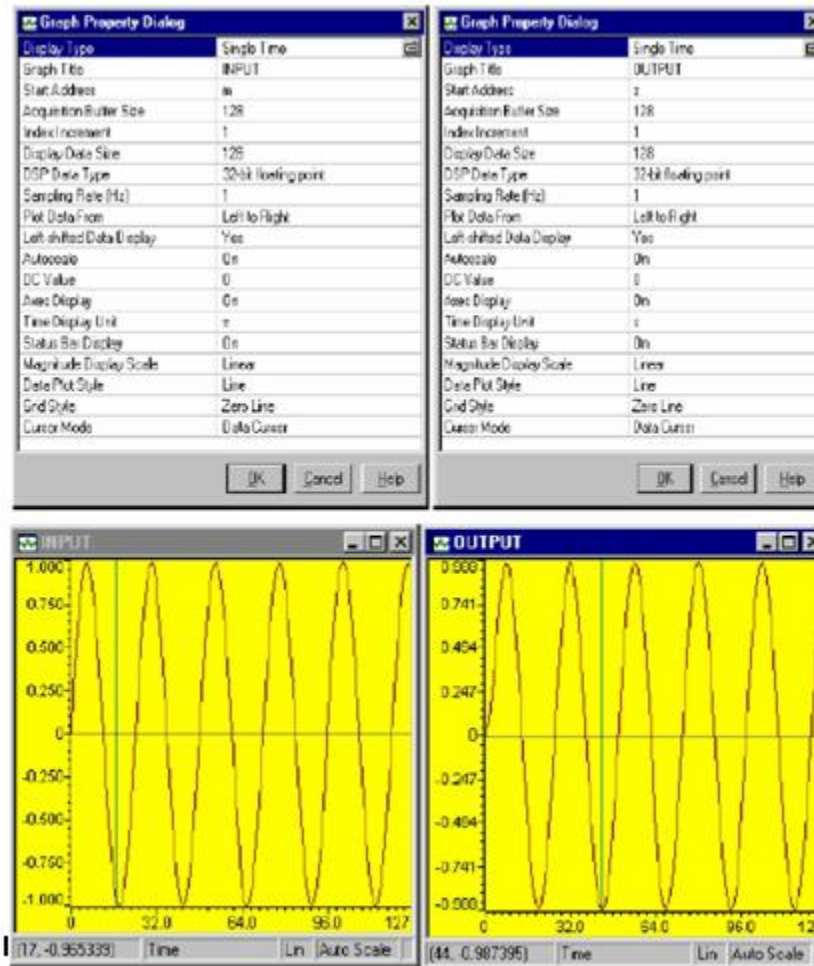 Graph Property Dialog
Display Type Single Time
Graph Title INPUT
Start Address m
Acquisition Buffer Size 128
Index Increment 1
Display Data Size 128
DSP Data Type 32-bit floating point
Sampling Rate (Hz) 1
Plot Data From Left to Right
Left-shifted Data Display Yes
Autoscale On
DC Value 0
Axes Display On
Time Display Unit s
Status Bar Display On
Magnitude Display Scale Linear
Data Plot Style Line
Grid Style Zero Line
Cursor Mode Data Cursor
OK Cancel Help
Graph Property Dialog
Display Type Single Time
Graph Title OUTPUT
Start Address
Acquisition Buffer Size 128
Index Increment 1
Display Data Size 128
DSP Data Type 32-bit floating point
Sampling Rate (Hz) 1
Plot Data From Left to Right
Left-shifted Data Display Yes
Autoscale On
DC Value 0
Axes Display On
Time Display Unit s
Status Bar Display On
Magnitude Display Scale Linear
Data Plot Style Line
Grid Style Zero Line
Cursor Mode Data Cursor
OK Cancel Help
INPUT
1.000
0.750
0.500
0.250
0
-0.250
-0.500
-0.750
-1.000
0 32.0 64.0 96.0 127
(17, -0.965339) Time Lin Auto Scale
OUTPUT
0.741
0.494
0.247
0
-0.247
-0.494
-0.741
0 32.0 64.0 96.0
(44, -0.987395) Time Lin Auto Scale